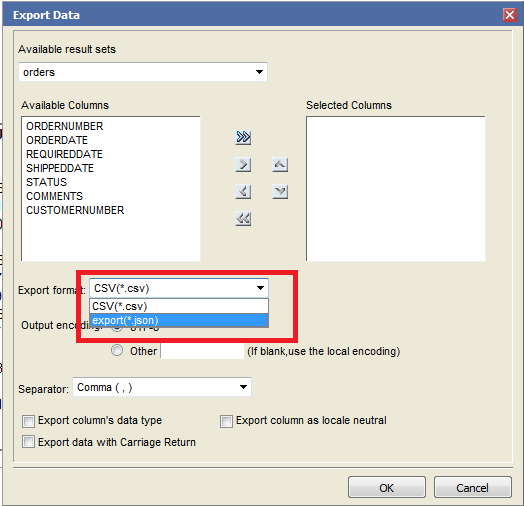 Export Data
Available result sets
orders
Available Columns
Selected Columns
ORDERNUMBER
ORDERDATE
REQUIREDDATE
SHIPPEDDATE
STATUS
COMMENTS
CUSTOMERNUMBER
Export format: CSV(*.csv)
CSV(*.csv)
export(*.json)
Output encoding:
Other (If blank,use the local encoding)
Separator: Comma ( , )
Export column's data type
Export column as locale neutral
Export data with Carriage Return
OK
Cancel